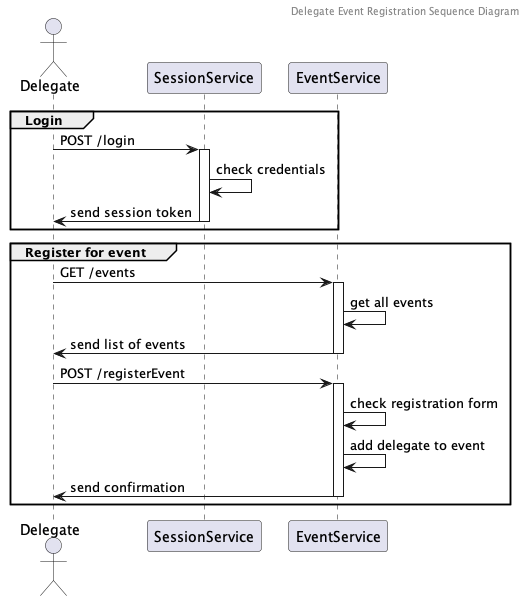 Delegate Event Registration Sequence Diagram
Delegate
SessionService
EventService
Login
POST /login
check credentials
send session token
Register for event
GET /events
get all events
send list of events
POST /registerEvent
check registration form
add delegate to event
send confirmation
Delegate
SessionService
EventService